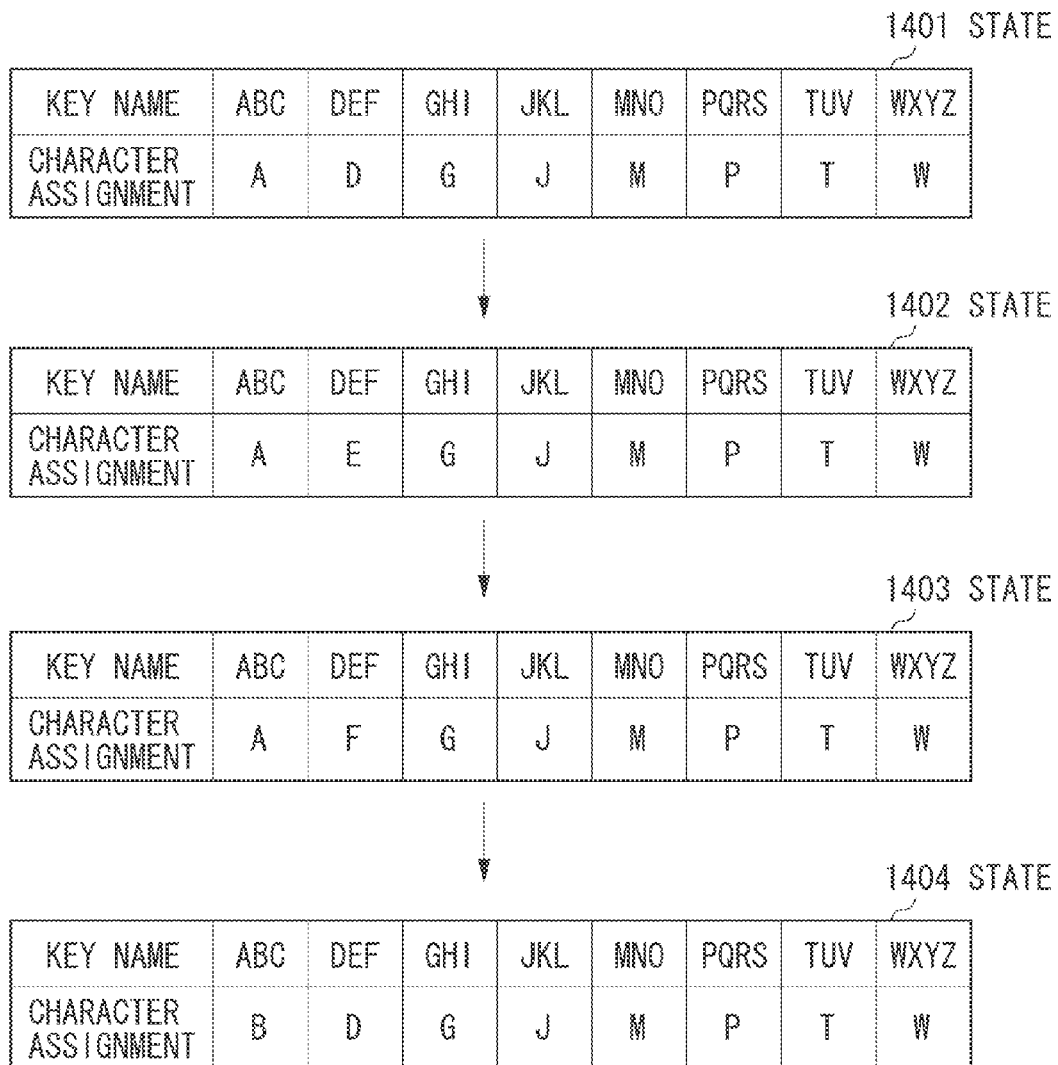 1401 STATE
KEY NAME ABC DEF GHI JKL MNO PQRS TUV WXYZ
CHARACTER
ASSIGNMENT A D G J M P T W
1402 STATE
KEY NAME ABC DEF GHI JKL MNO PQRS TUV WXYZ
CHARACTER
ASSIGNMENT A E G J M P T W
1403 STATE
KEY NAME ABC DEF GHI JKL MNO PQRS TUV WXYZ
CHARACTER
ASSIGNMENT A F G J M P T W
1404 STATE
KEY NAME ABC DEF GHI JKL MNO PQRS TUV WXYZ
CHARACTER
ASSIGNMENT B D G J M P T W